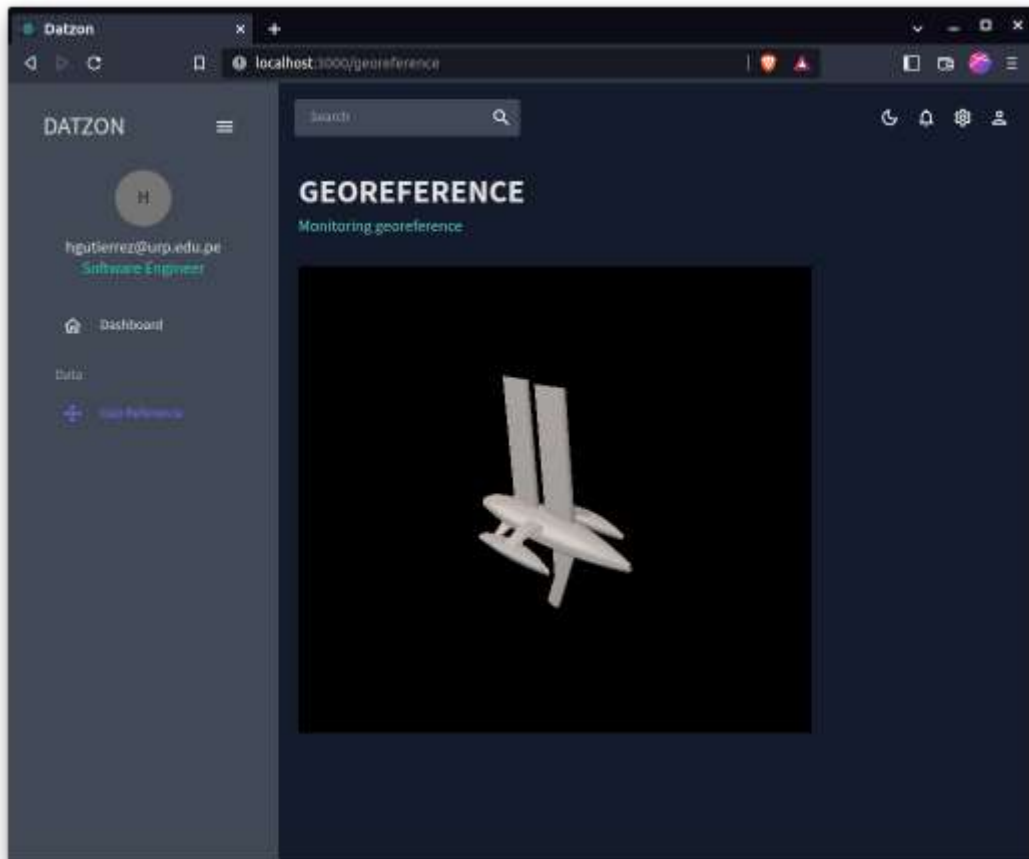 Datzon
localhost:3000/georeference
DATZON
Search
H
GEOREFERENCE
Monitoring georeference
hgutierrez@urp.edu.pe
Software Engineer
Dashboard
Data